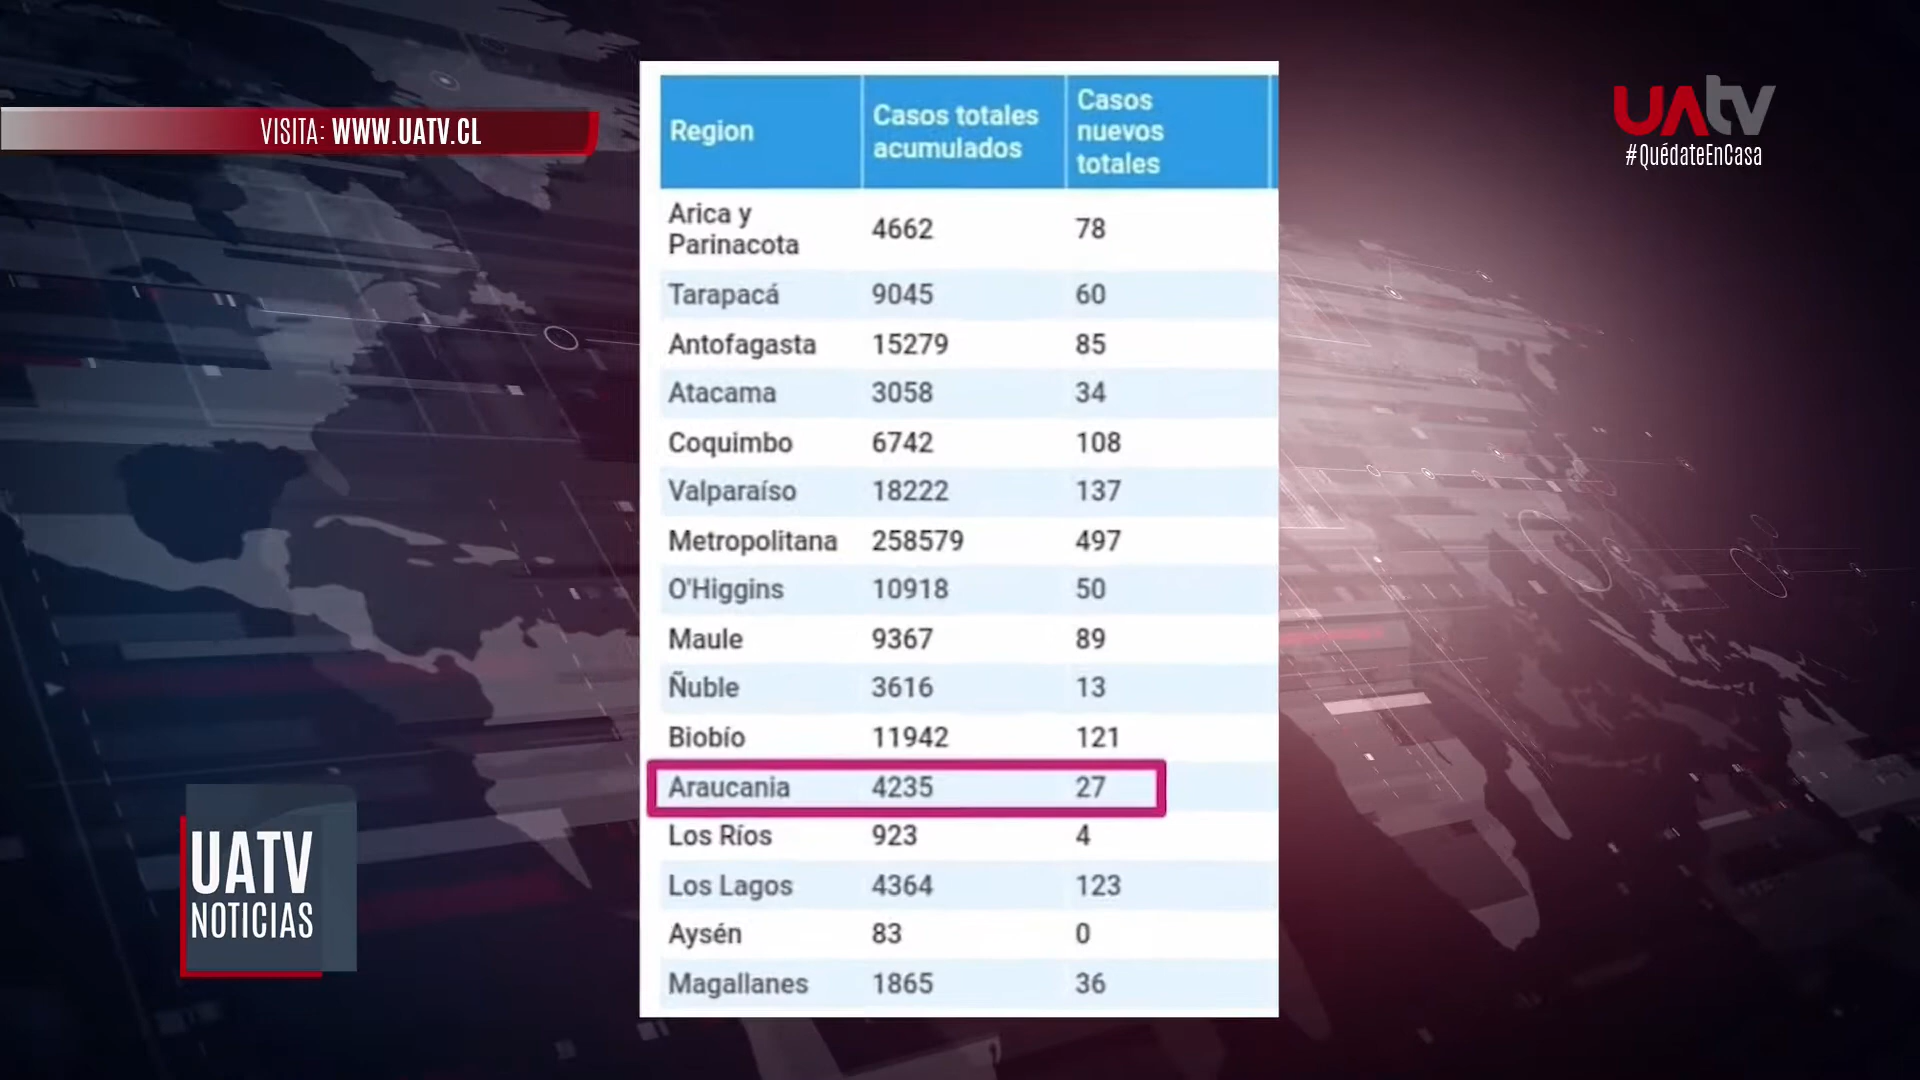 VISITA: WWW.UATV.CL
UAtv
#QuédateEnCasa
Region Casos totales acumulados Casos nuevos totales
Arica y Parinacota 4662 78
Tarapacá 9045 60
Antofagasta 15279 85
Atacama 3058 34
Coquimbo 6742 108
Valparaíso 18222 137
Metropolitana 258579 497
O'Higgins 10918 50
Maule 9367 89
Ñuble 3616 13
Biobío 11942 121
Araucania 4235 27
Los Ríos 923 4
Los Lagos 4364 123
Aysén 83 0
Magallanes 1865 36
UATV
NOTICIAS